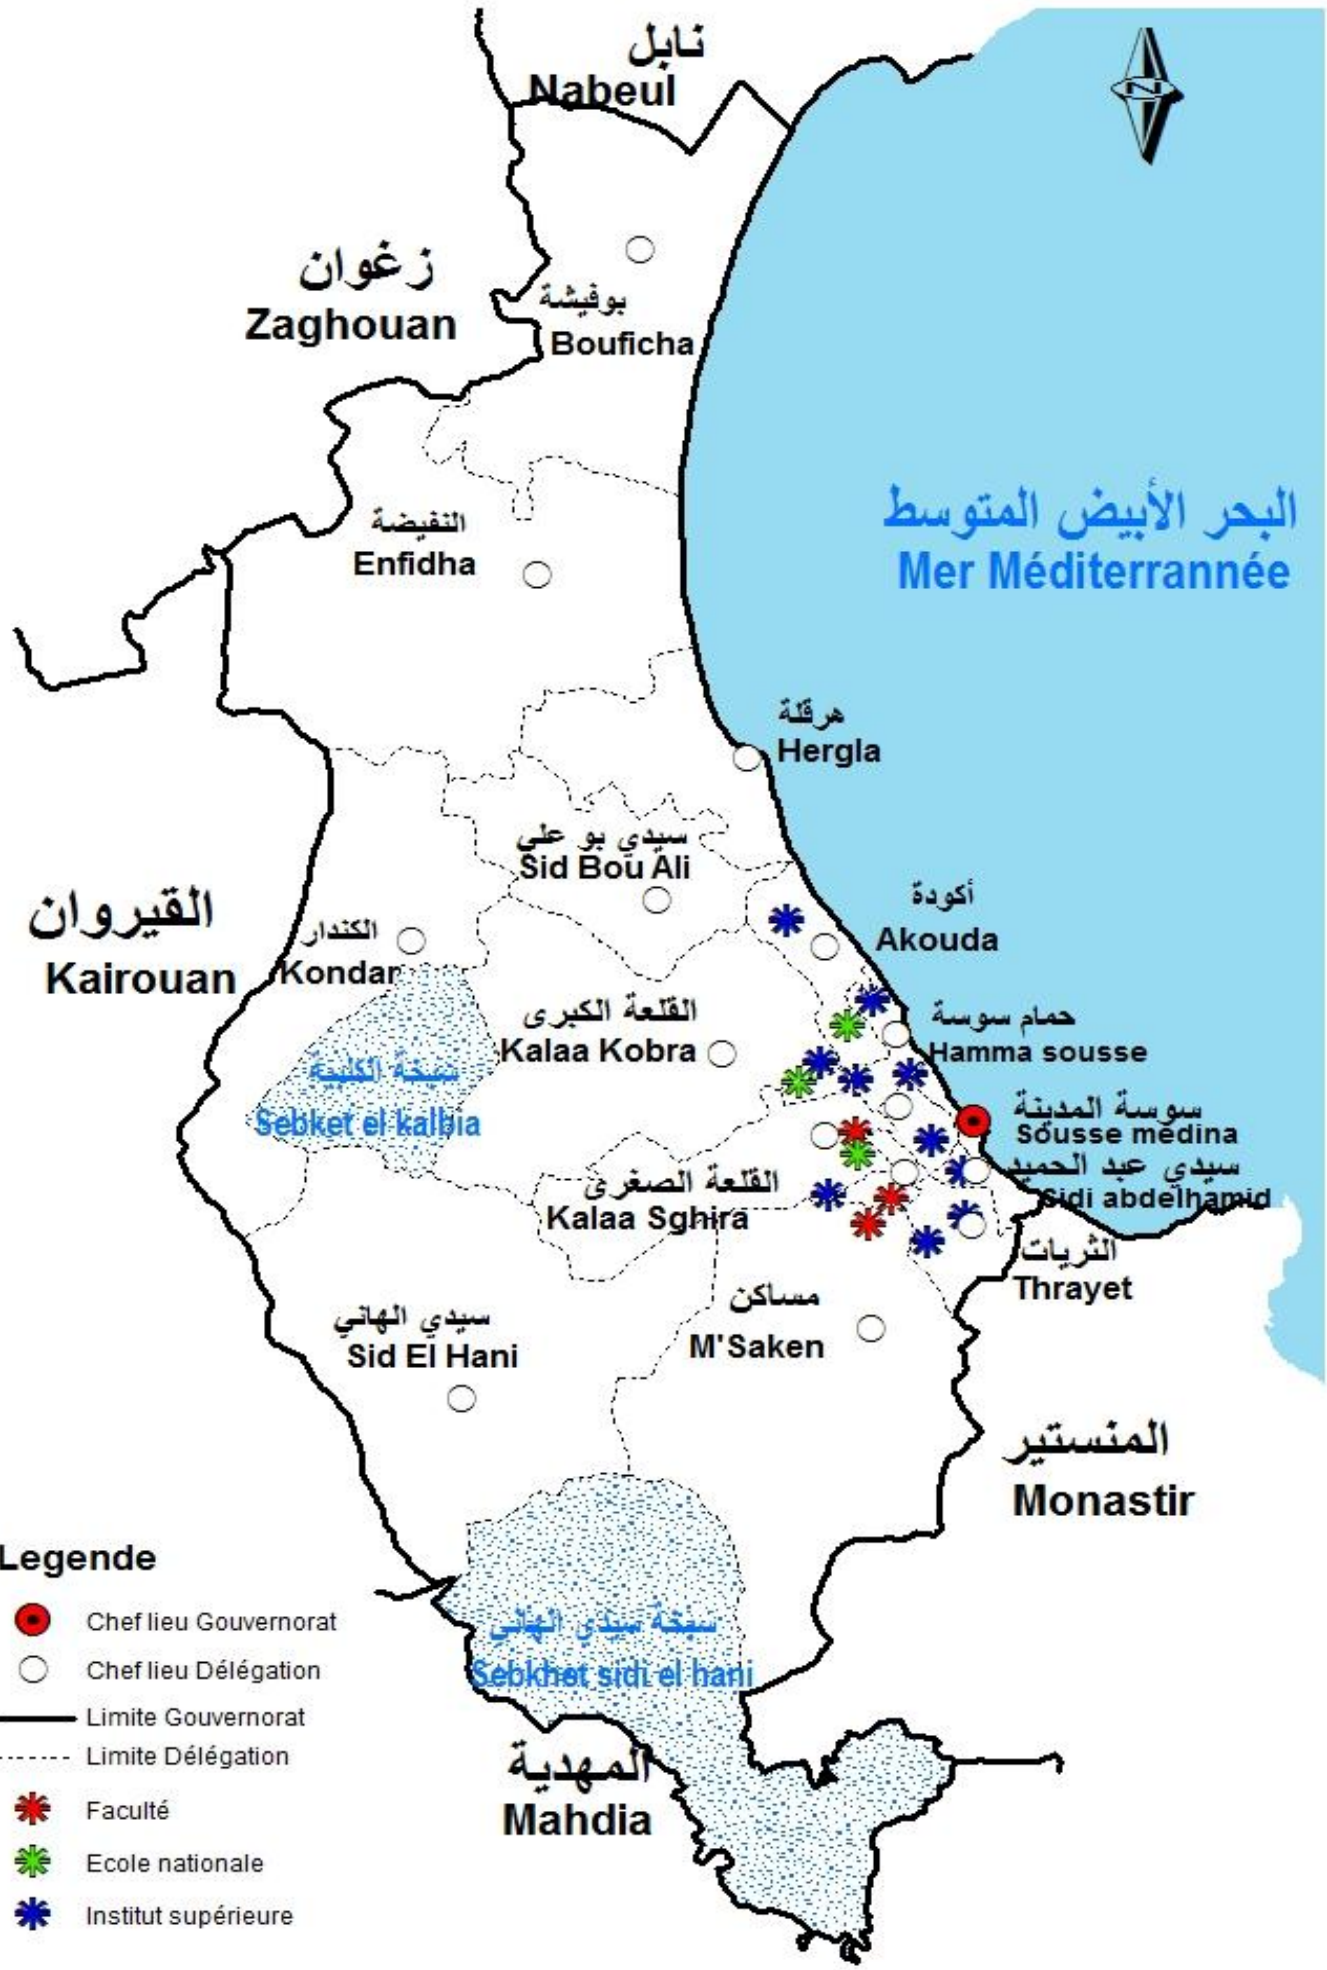 نابل
Nabeul
زغوان
Zaghouan
بوفيشة
Bouficha
النفيضة
Enfidha
البحر الأبيض المتوسط
Mer Méditerrannée
هرقلة
Hergla
سيدي بو علي
Sid Bou Ali
أكودة
Akouda
القيروان
Kairouan
الكندار
Kondar
القلعة الكبرى
Kalaa Kobra
حمام سوسة
Hamma sousse
سبخة الكلبية
Sebket el kalbia
سوسة المدينة
Sousse médina
سيدي عبد الحميد
Sidi abdelhamid
القلعة الصغرى
Kalaa Sghira
الثريات
Thrayet
مساكن
M'Saken
سيدي الهاني
Sid El Hani
المنستير
Monastir
سبخة سيدي الهاني
Sebkhet sidi el hani
المهدية
Mahdia
N
Legende
Chef lieu Gouvernorat
Chef lieu Délégation
Limite Gouvernorat
Limite Délégation
Faculté
Ecole nationale
Institut supérieure